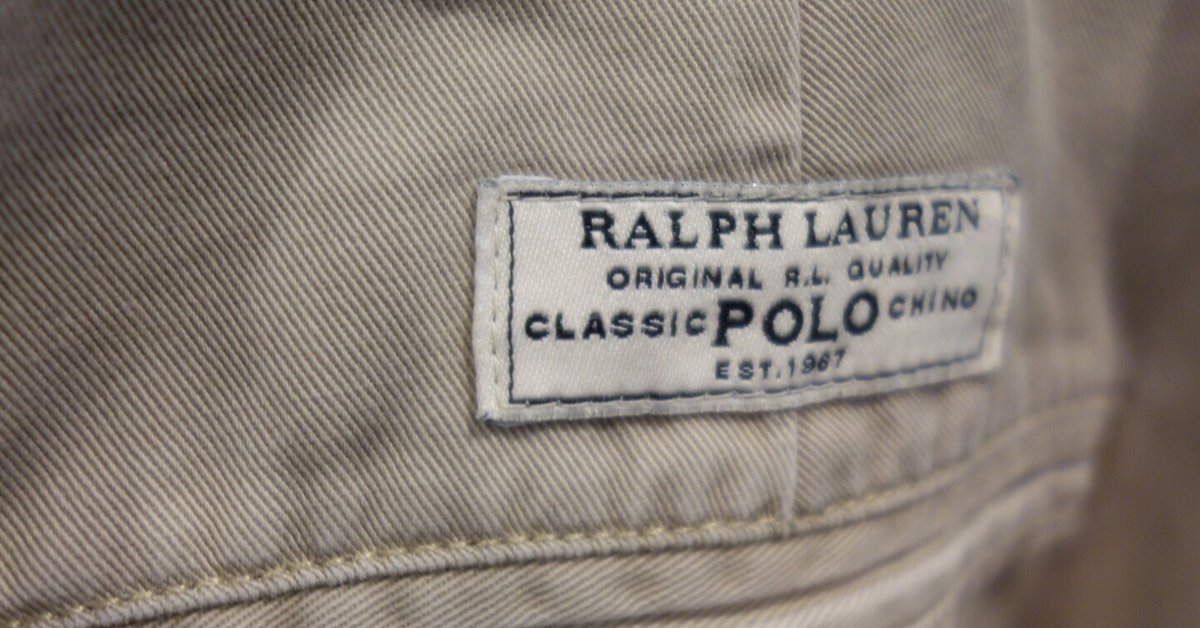 RALPH LAUREN
ORIGINAL R.L. QUALITY
CLASSIC POLO CHINO
EST.1967